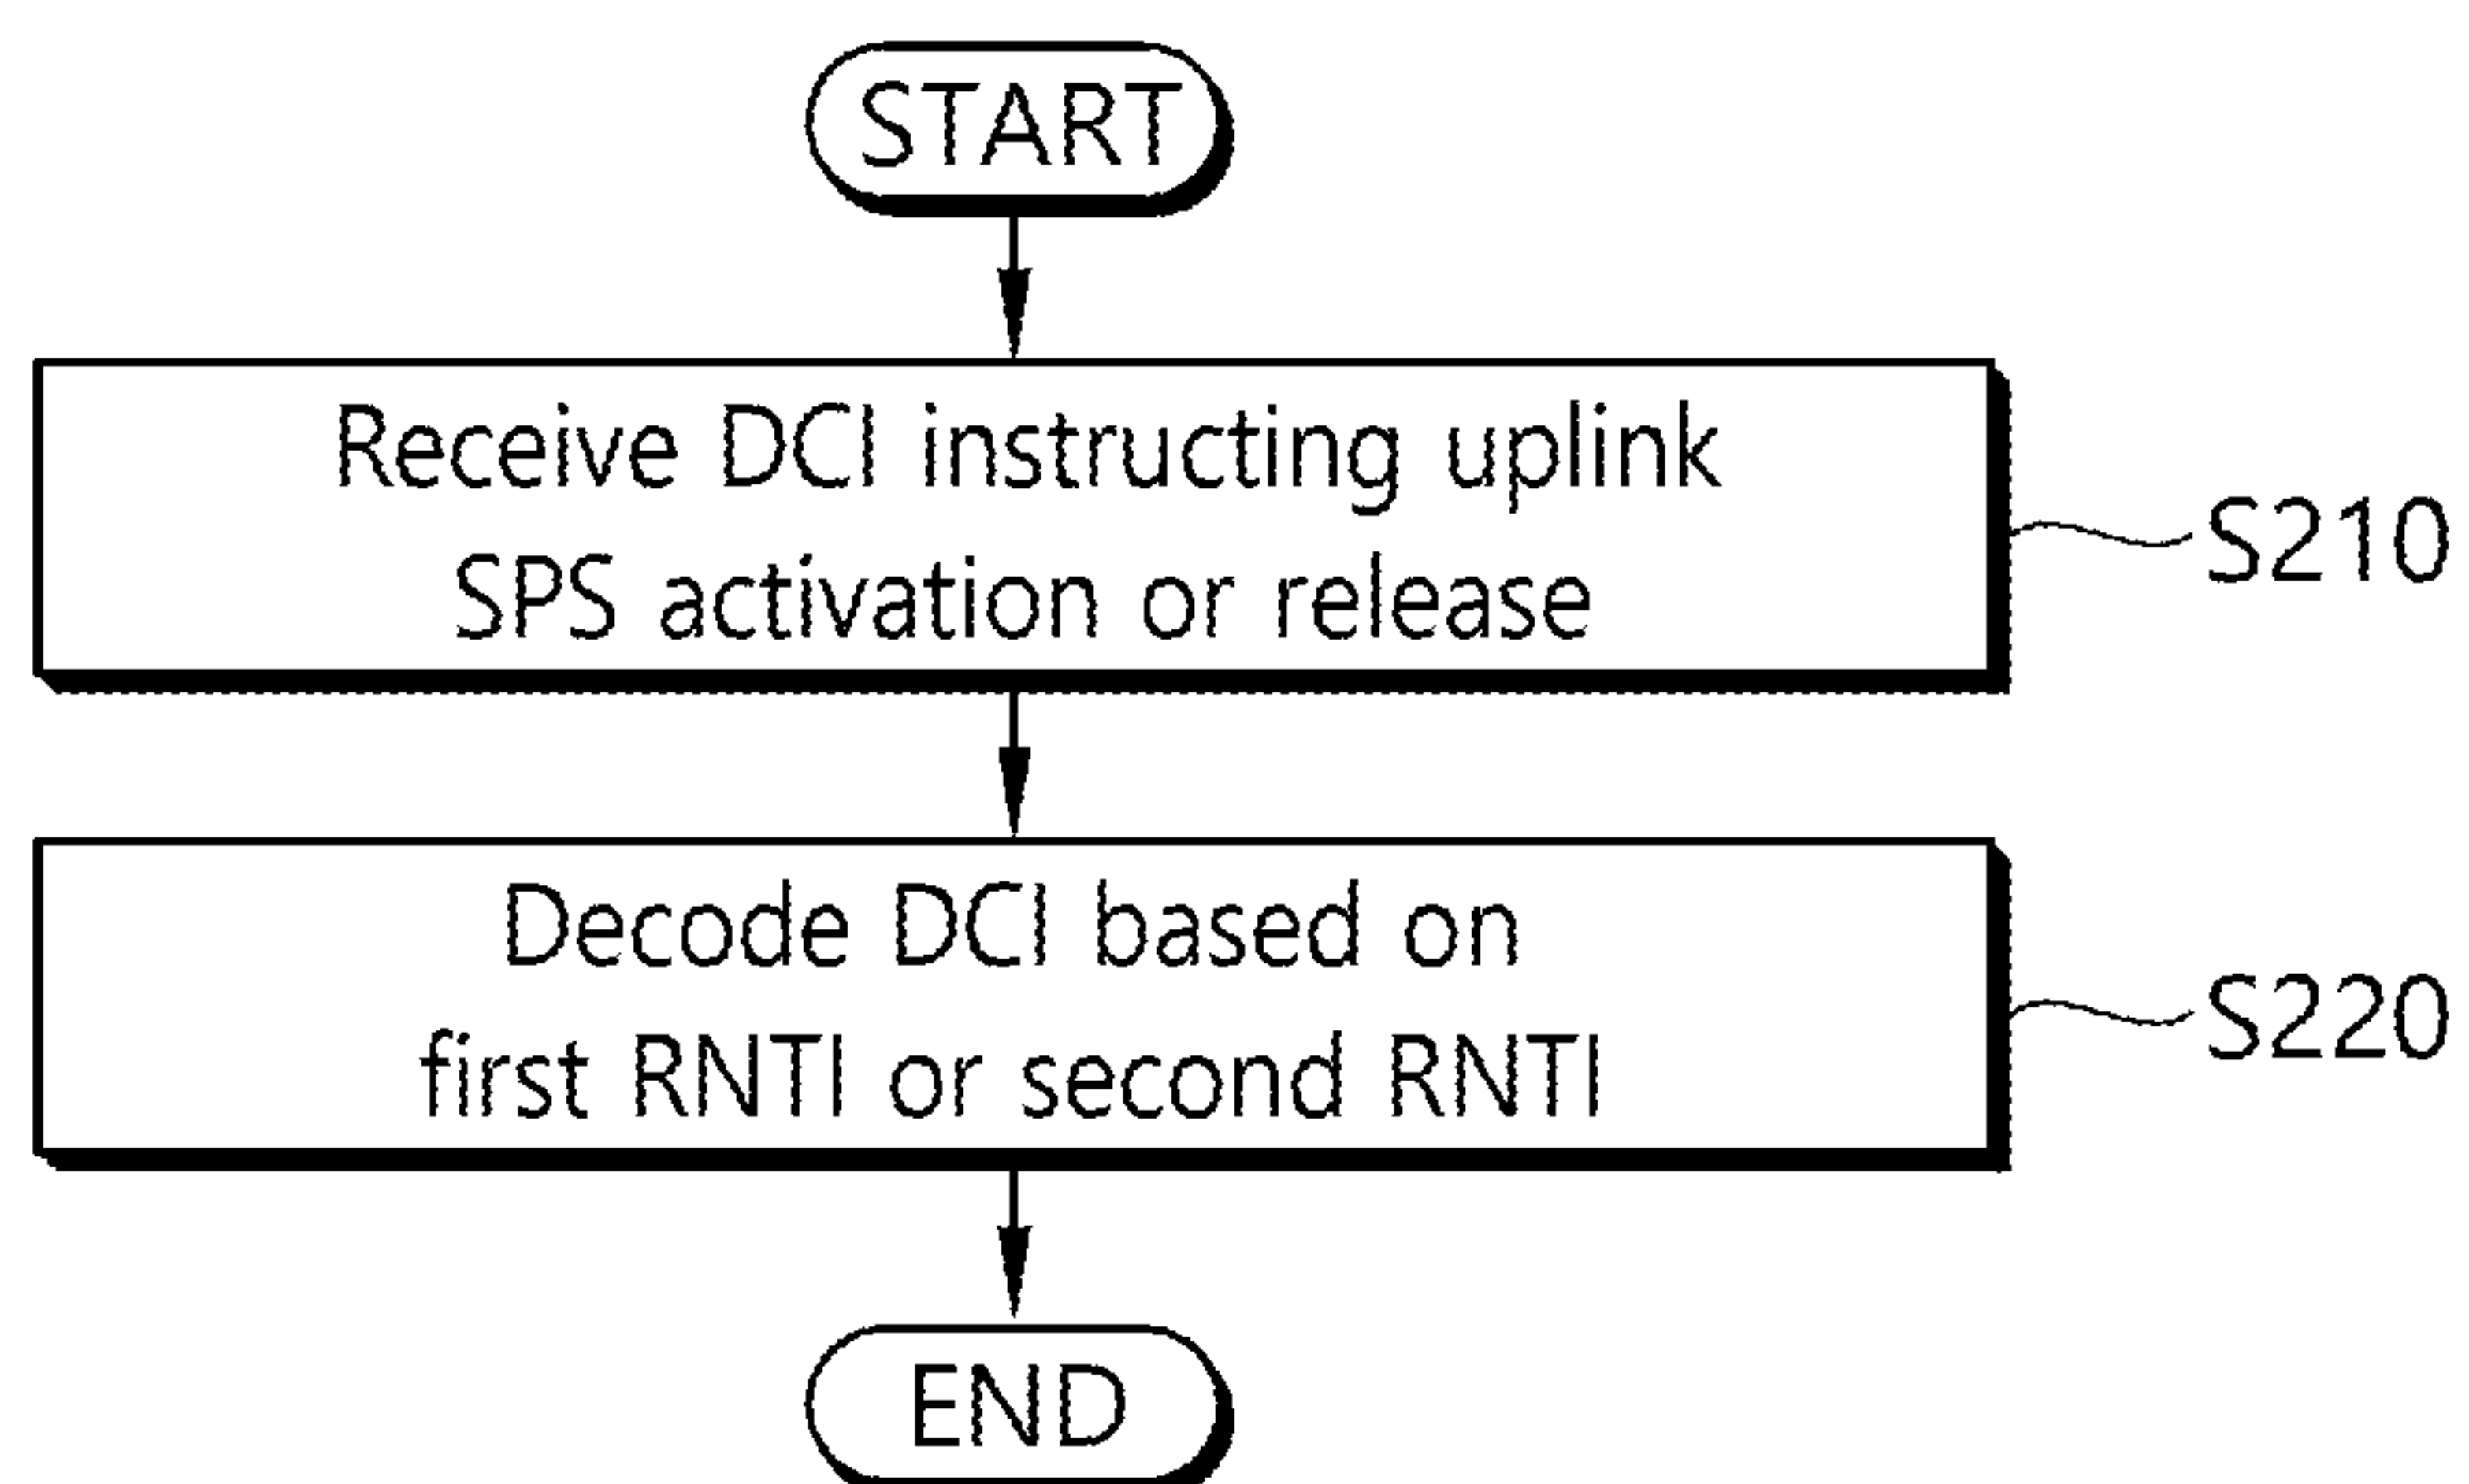 START
Receive DCI instructing uplink
SPS activation or release
S210
Decode DCI based on
first RNTI or second RNTI
S220
END